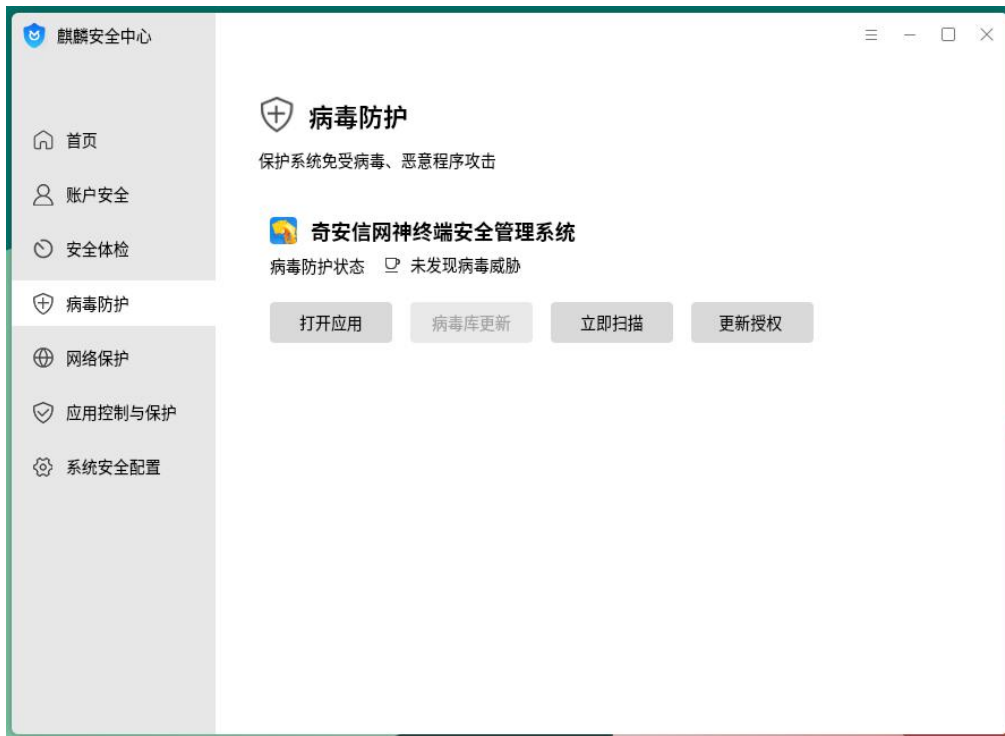 麒麟安全中心
首页
账户安全
安全体检
病毒防护
网络保护
应用控制与保护
系统安全配置
病毒防护
保护系统免受病毒、恶意程序攻击
奇安信网神终端安全管理系统
病毒防护状态 未发现病毒威胁
打开应用 病毒库更新 立即扫描 更新授权